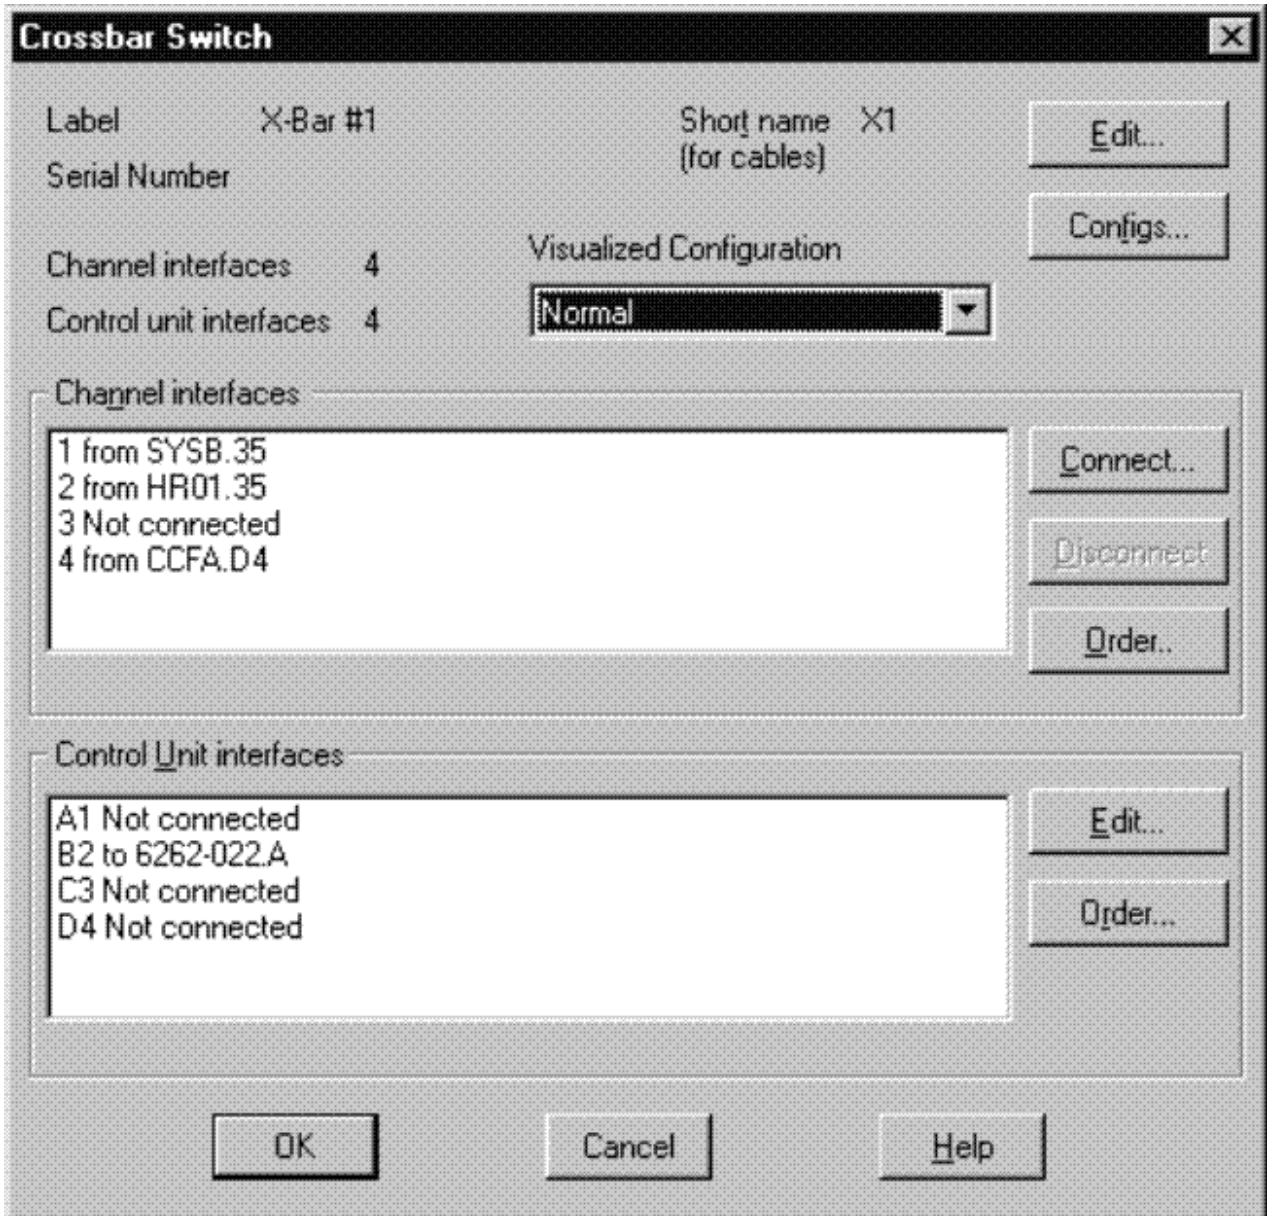 Crossbar Switch
Label X-Bar #1 Short name X1
(for cables)
Edit...
Serial Number
Configs...
Visualized Configuration
Channel interfaces 4
Control unit interfaces 4
Normal
Channel interfaces
1 from SYSB.35
2 from HR01.35
3 Not connected
4 from CCFA.D4
Connect...
Disconnect
Order..
Control Unit interfaces
A1 Not connected
B2 to 6262-022.A
C3 Not connected
D4 Not connected
Edit...
Order...
OK Cancel Help